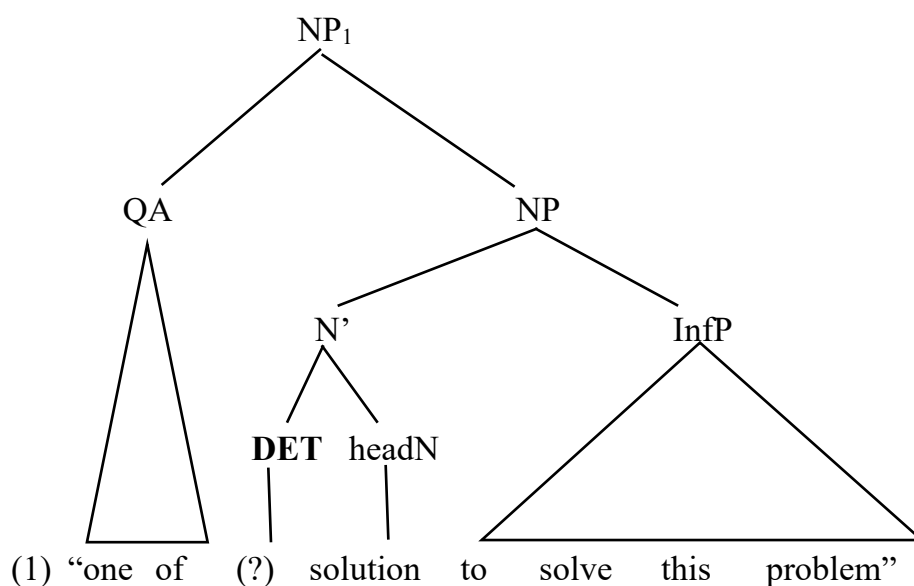 NP₁
QA NP
N’ InfP
DET headN
(1) “one of (?) solution to solve this problem”